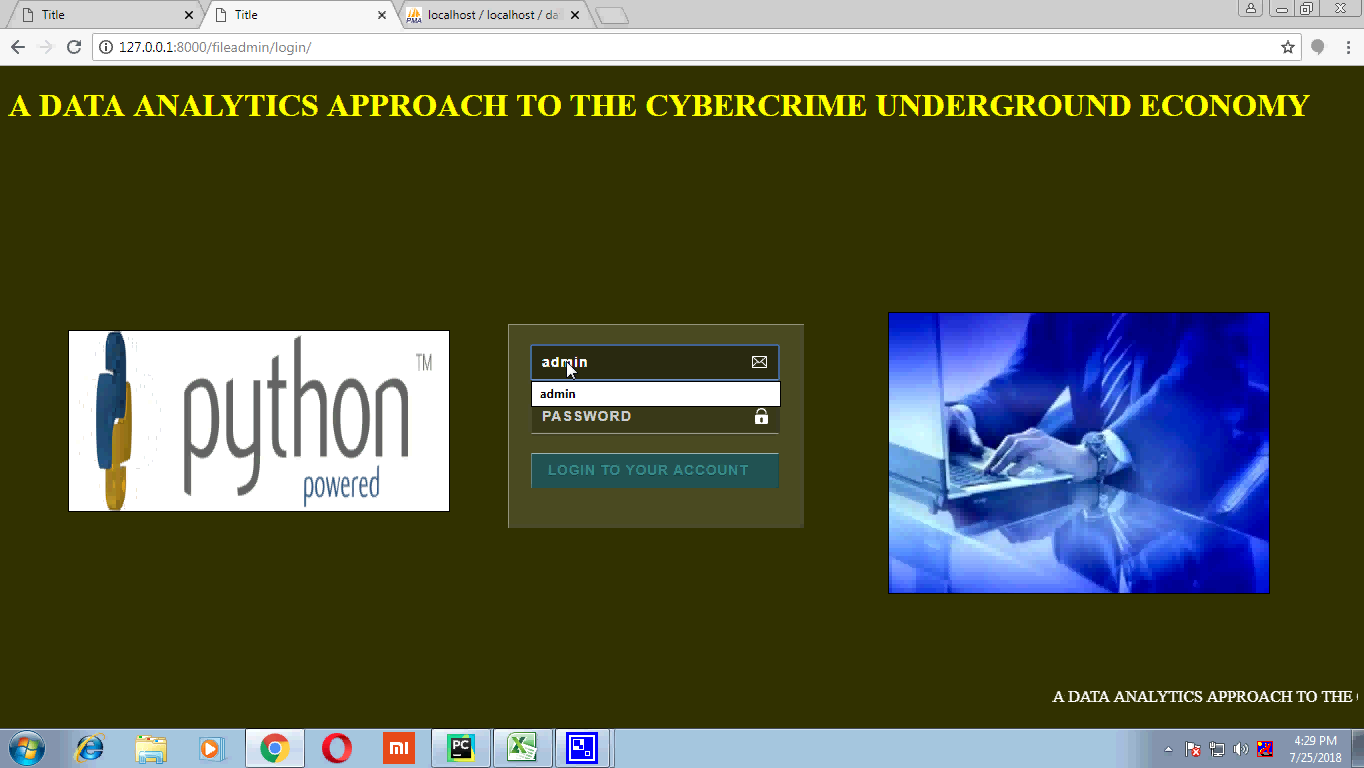 Title
Title
localhost / localhost / da
127.0.0.1:8000/fileadmin/login/
A DATA ANALYTICS APPROACH TO THE CYBERCRIME UNDERGROUND ECONOMY
python
TM
powered
admin
admin
PASSWORD
LOGIN TO YOUR ACCOUNT
A DATA ANALYTICS APPROACH TO THE
mi
PC
4:29 PM
7/25/2018